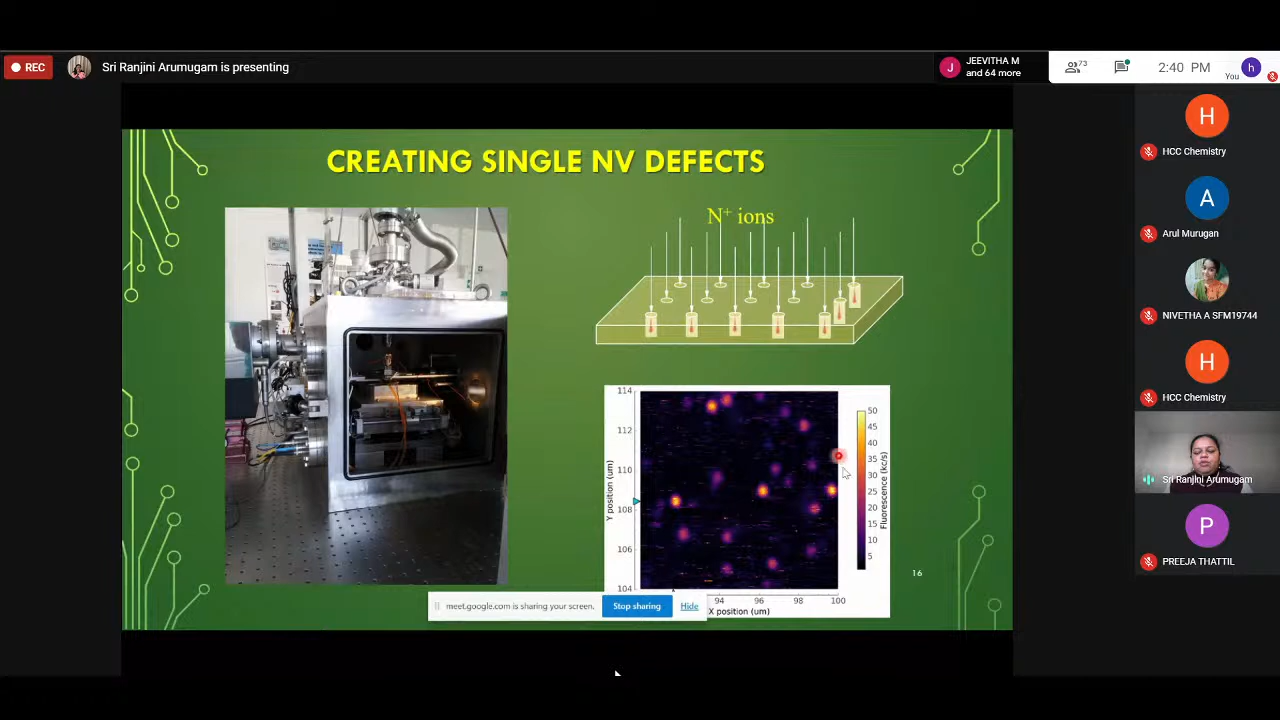 REC
Sri Ranjini Arumugam is presenting
J
JEEVITHA M
and 64 more
73
2:40 PM
You
h
CREATING SINGLE NV DEFECTS
N+ ions
114
112
110
108
106
104
94
96
98
100
Y position (um)
X position (um)
50
45
40
35
30
25
20
15
10
5
Fluorescence (kc/s)
16
meet.google.com is sharing your screen.
Stop sharing
Hide
H
HCC Chemistry
A
Arul Murugan
NIVETHA A SFM19744
H
HCC Chemistry
Sri Ranjini Arumugam
P
PREEJA THATTIL